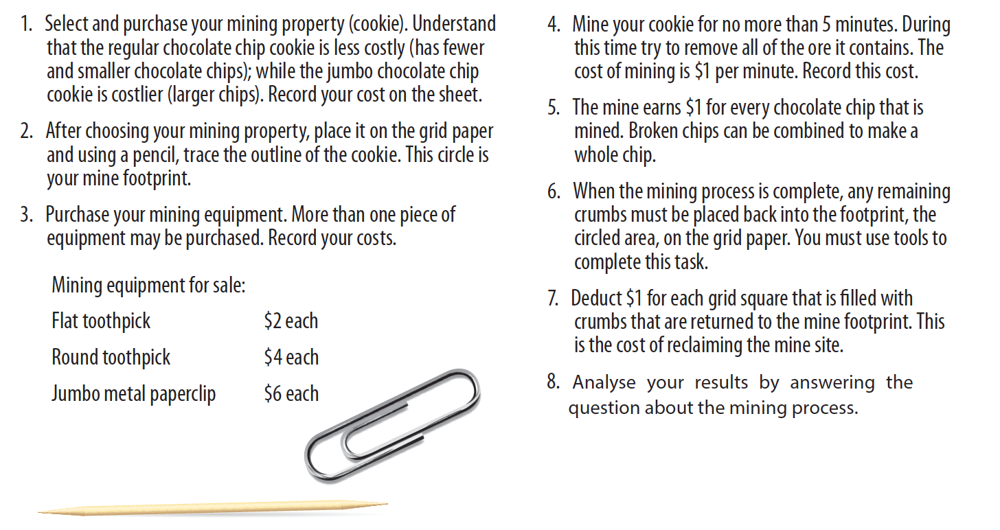 1. Select and purchase your mining property (cookie). Understand
that the regular chocolate chip cookie is less costly (has fewer
and smaller chocolate chips); while the jumbo chocolate chip
cookie is costlier (larger chips). Record your cost on the sheet.
2. After choosing your mining property, place it on the grid paper
and using a pencil, trace the outline of the cookie. This circle is
your mine footprint.
3. Purchase your mining equipment. More than one piece of
equipment may be purchased. Record your costs.
Mining equipment for sale:
Flat toothpick $2 each
Round toothpick $4 each
Jumbo metal paperclip $6 each
4. Mine your cookie for no more than 5 minutes. During
this time try to remove all of the ore it contains. The
cost of mining is $1 per minute. Record this cost.
5. The mine earns $1 for every chocolate chip that is
mined. Broken chips can be combined to make a
whole chip.
6. When the mining process is complete, any remaining
crumbs must be placed back into the footprint, the
circled area, on the grid paper. You must use tools to
complete this task.
7. Deduct $1 for each grid square that is filled with
crumbs that are returned to the mine footprint. This
is the cost of reclaiming the mine site.
8. Analyse your results by answering the
question about the mining process.